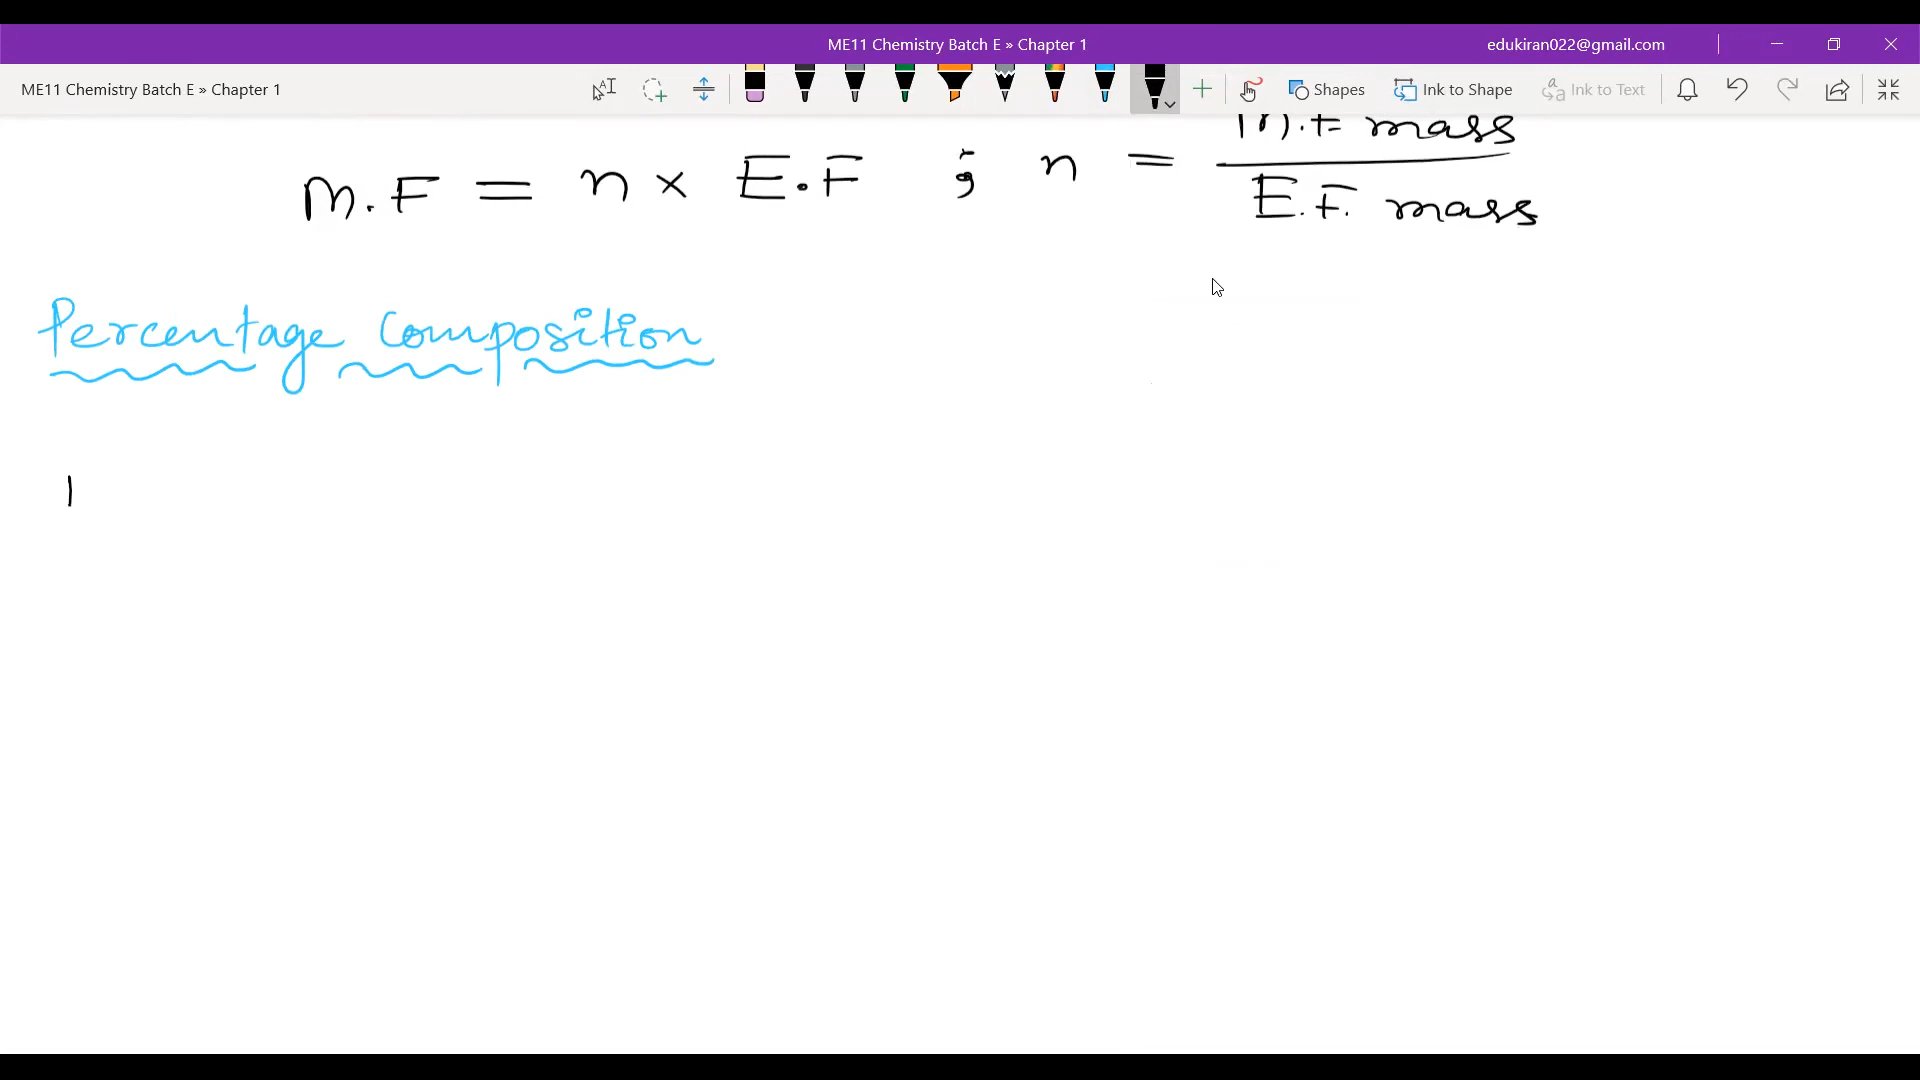 ME11 Chemistry Batch E » Chapter 1
edukiran022@gmail.com
ME11 Chemistry Batch E » Chapter 1
Shapes
Ink to Shape
Ink to Text
M.F = n × E.F ; n = M.F mass
E.F. mass
Percentage Composition